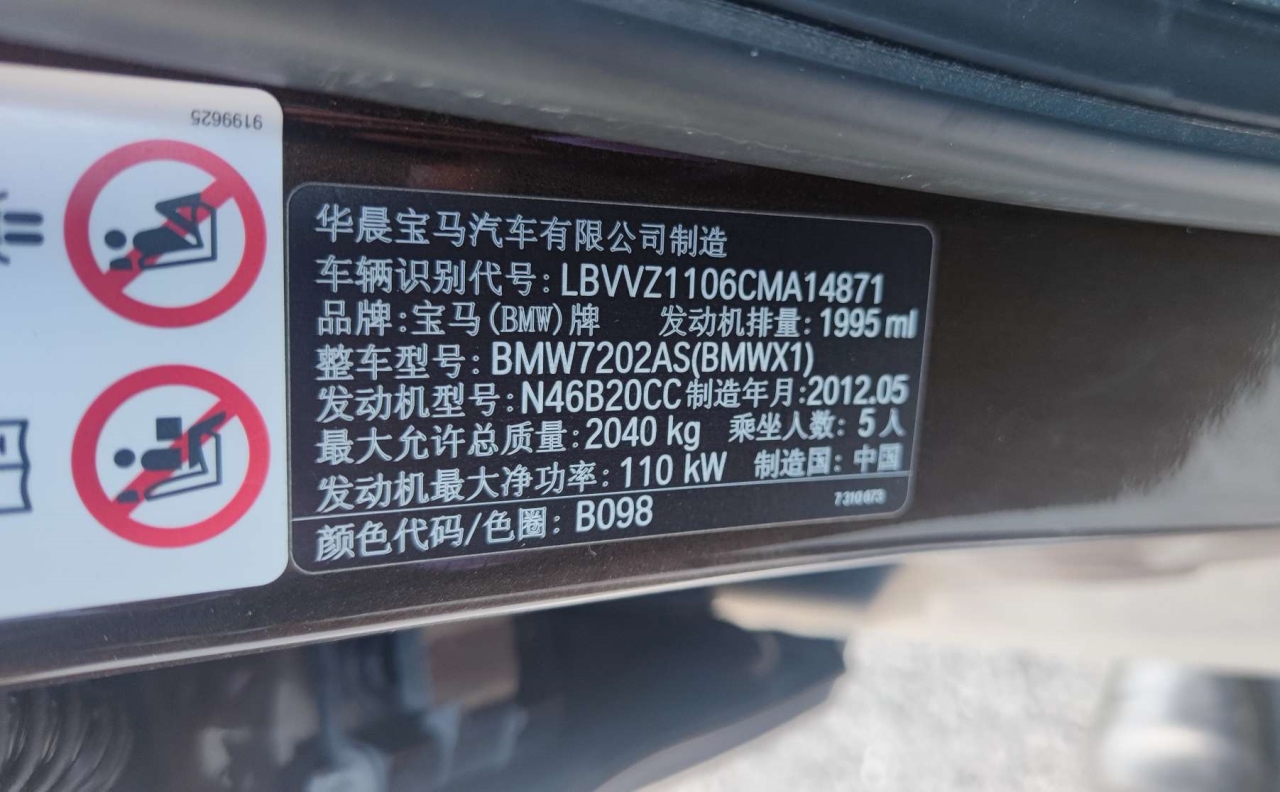 9199625
华晨宝马汽车有限公司制造
车辆识别代号:LBVVZ1106CMA14871
品牌:宝马(BMW)牌 发动机排量:1995 ml
整车型号:BMW7202AS(BMWX1)
发动机型号:N46B20CC 制造年月:2012.05
最大允许总质量:2040 kg 乘坐人数: 5 人
发动机最大净功率: 110 kW 制造国: 中国
7310673
颜色代码/色圈: B098